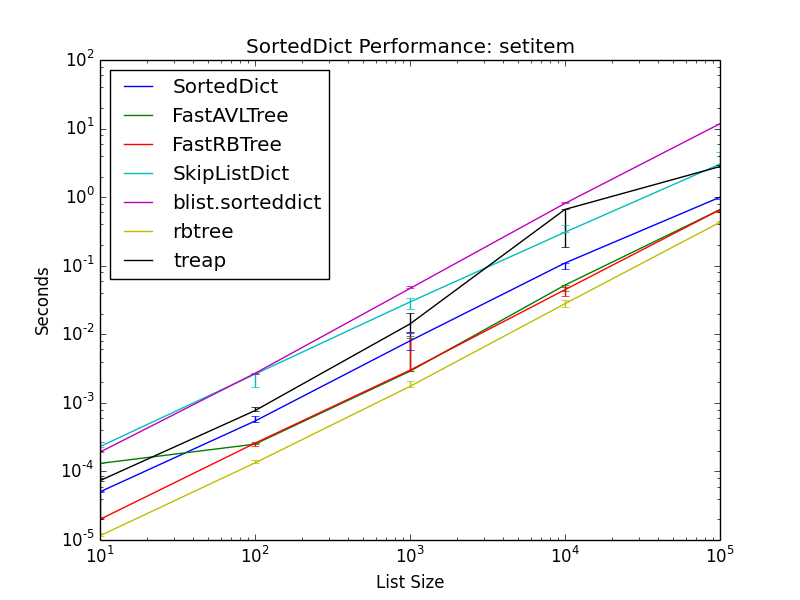 SortedDict Performance: setitem
10^2
10^1
10^0
10^-1
10^-2
10^-3
10^-4
10^-5
Seconds
SortedDict
FastAVLTree
FastRBTree
SkipListDict
blist.sorteddict
rbtree
treap
10^1 10^2 10^3 10^4 10^5
List Size